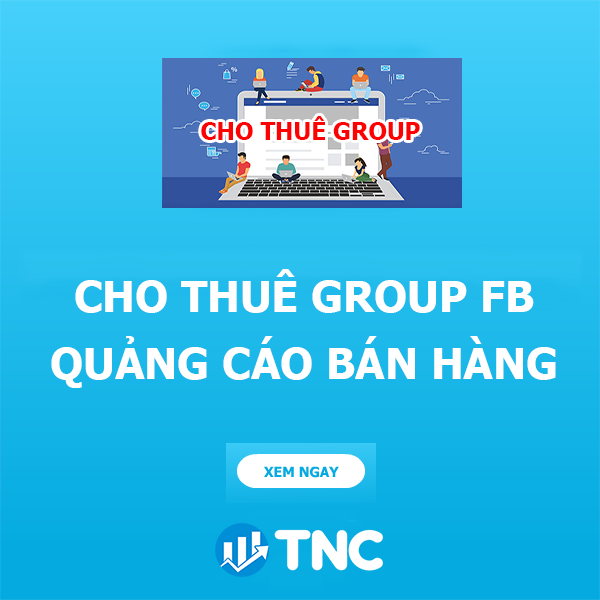 CHO THUÊ GROUP
CHO THUÊ GROUP FB
QUẢNG CÁO BÁN HÀNG
XEM NGAY
TNC